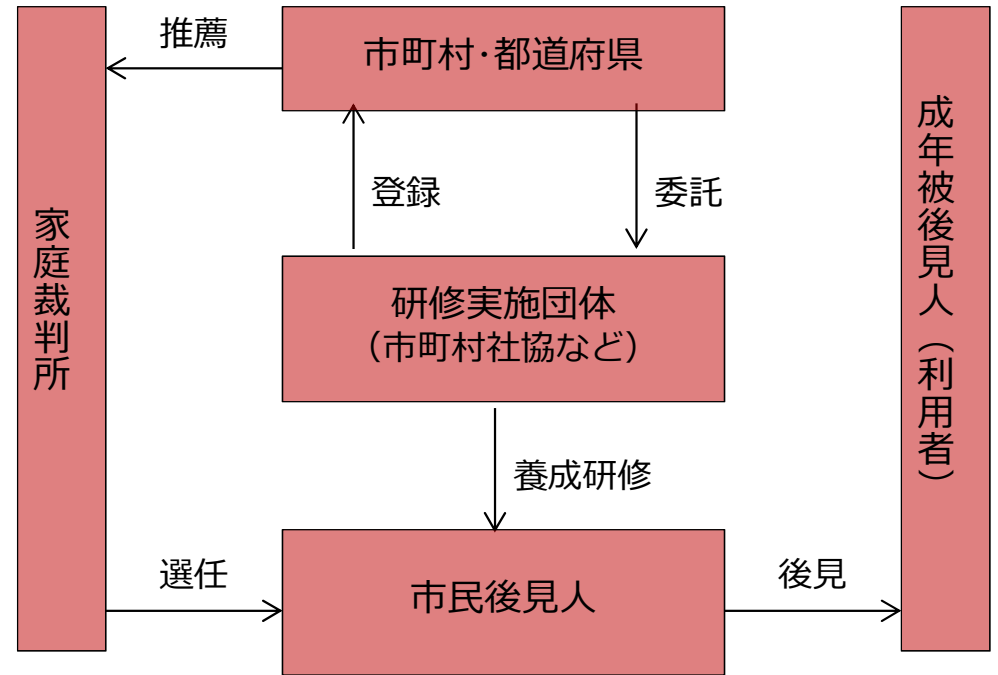 推薦
市町村・都道府県
登録
委託
家庭裁判所
成年被後見人（利用者）
研修実施団体
（市町村社協など）
養成研修
選任
市民後見人
後見